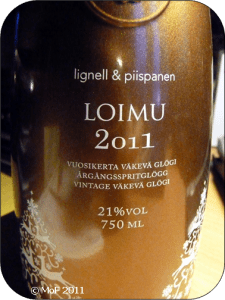 lignell & piispanen
LOIMU
2011
VUOSIKERTA VÄKEVÄ GLÖGI
ÅRGÅNGSSPRITGLÖGG
VINTAGE VÄKEVÄ GLÖGI
21%VOL
750 ML
©MoP 2011